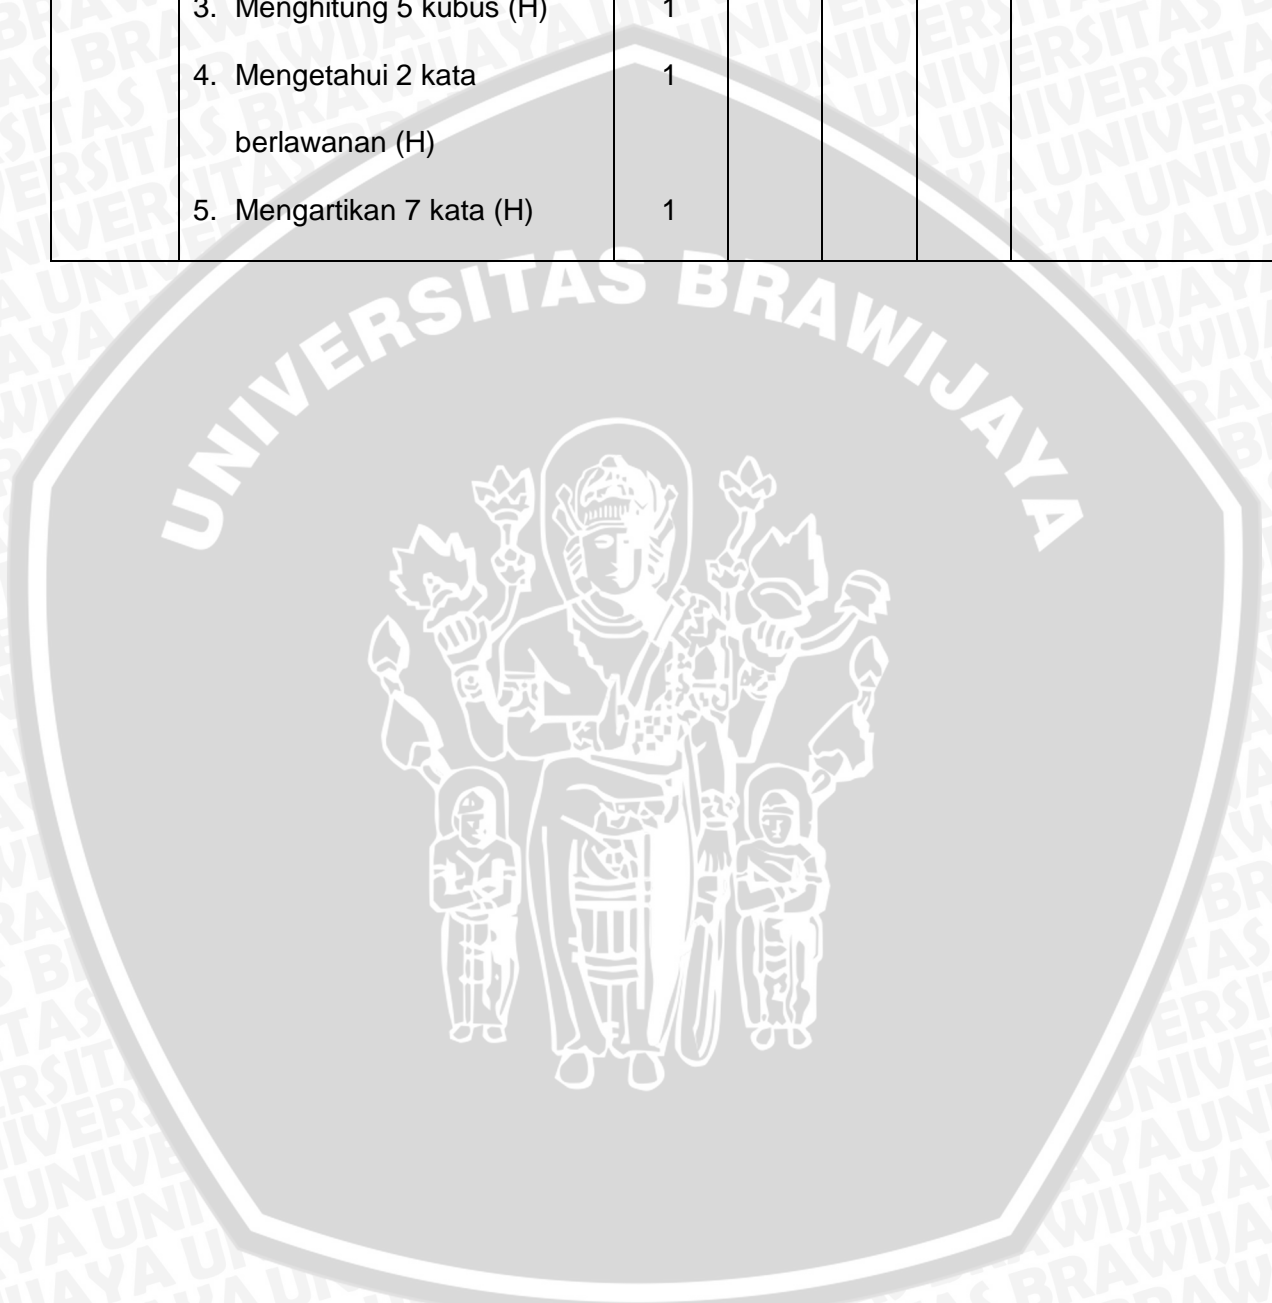 3. Menghitung 5 kubus (H) 1
4. Mengetahui 2 kata 1
berlawanan (H)
5. Mengartikan 7 kata (H) 1
UNIVERSITAS BRAWIJAYA